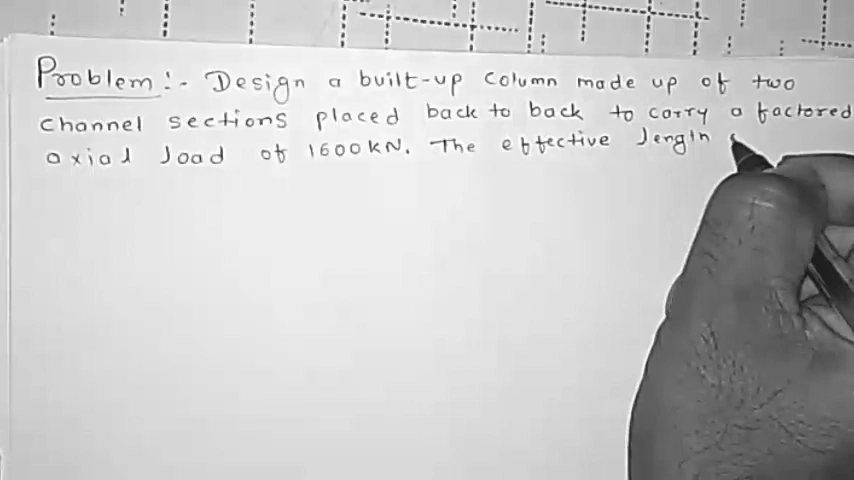 Problem :- Design a built-up column made up of two
channel sections placed back to back to carry a factored
axial load of 1600KN. The effective length